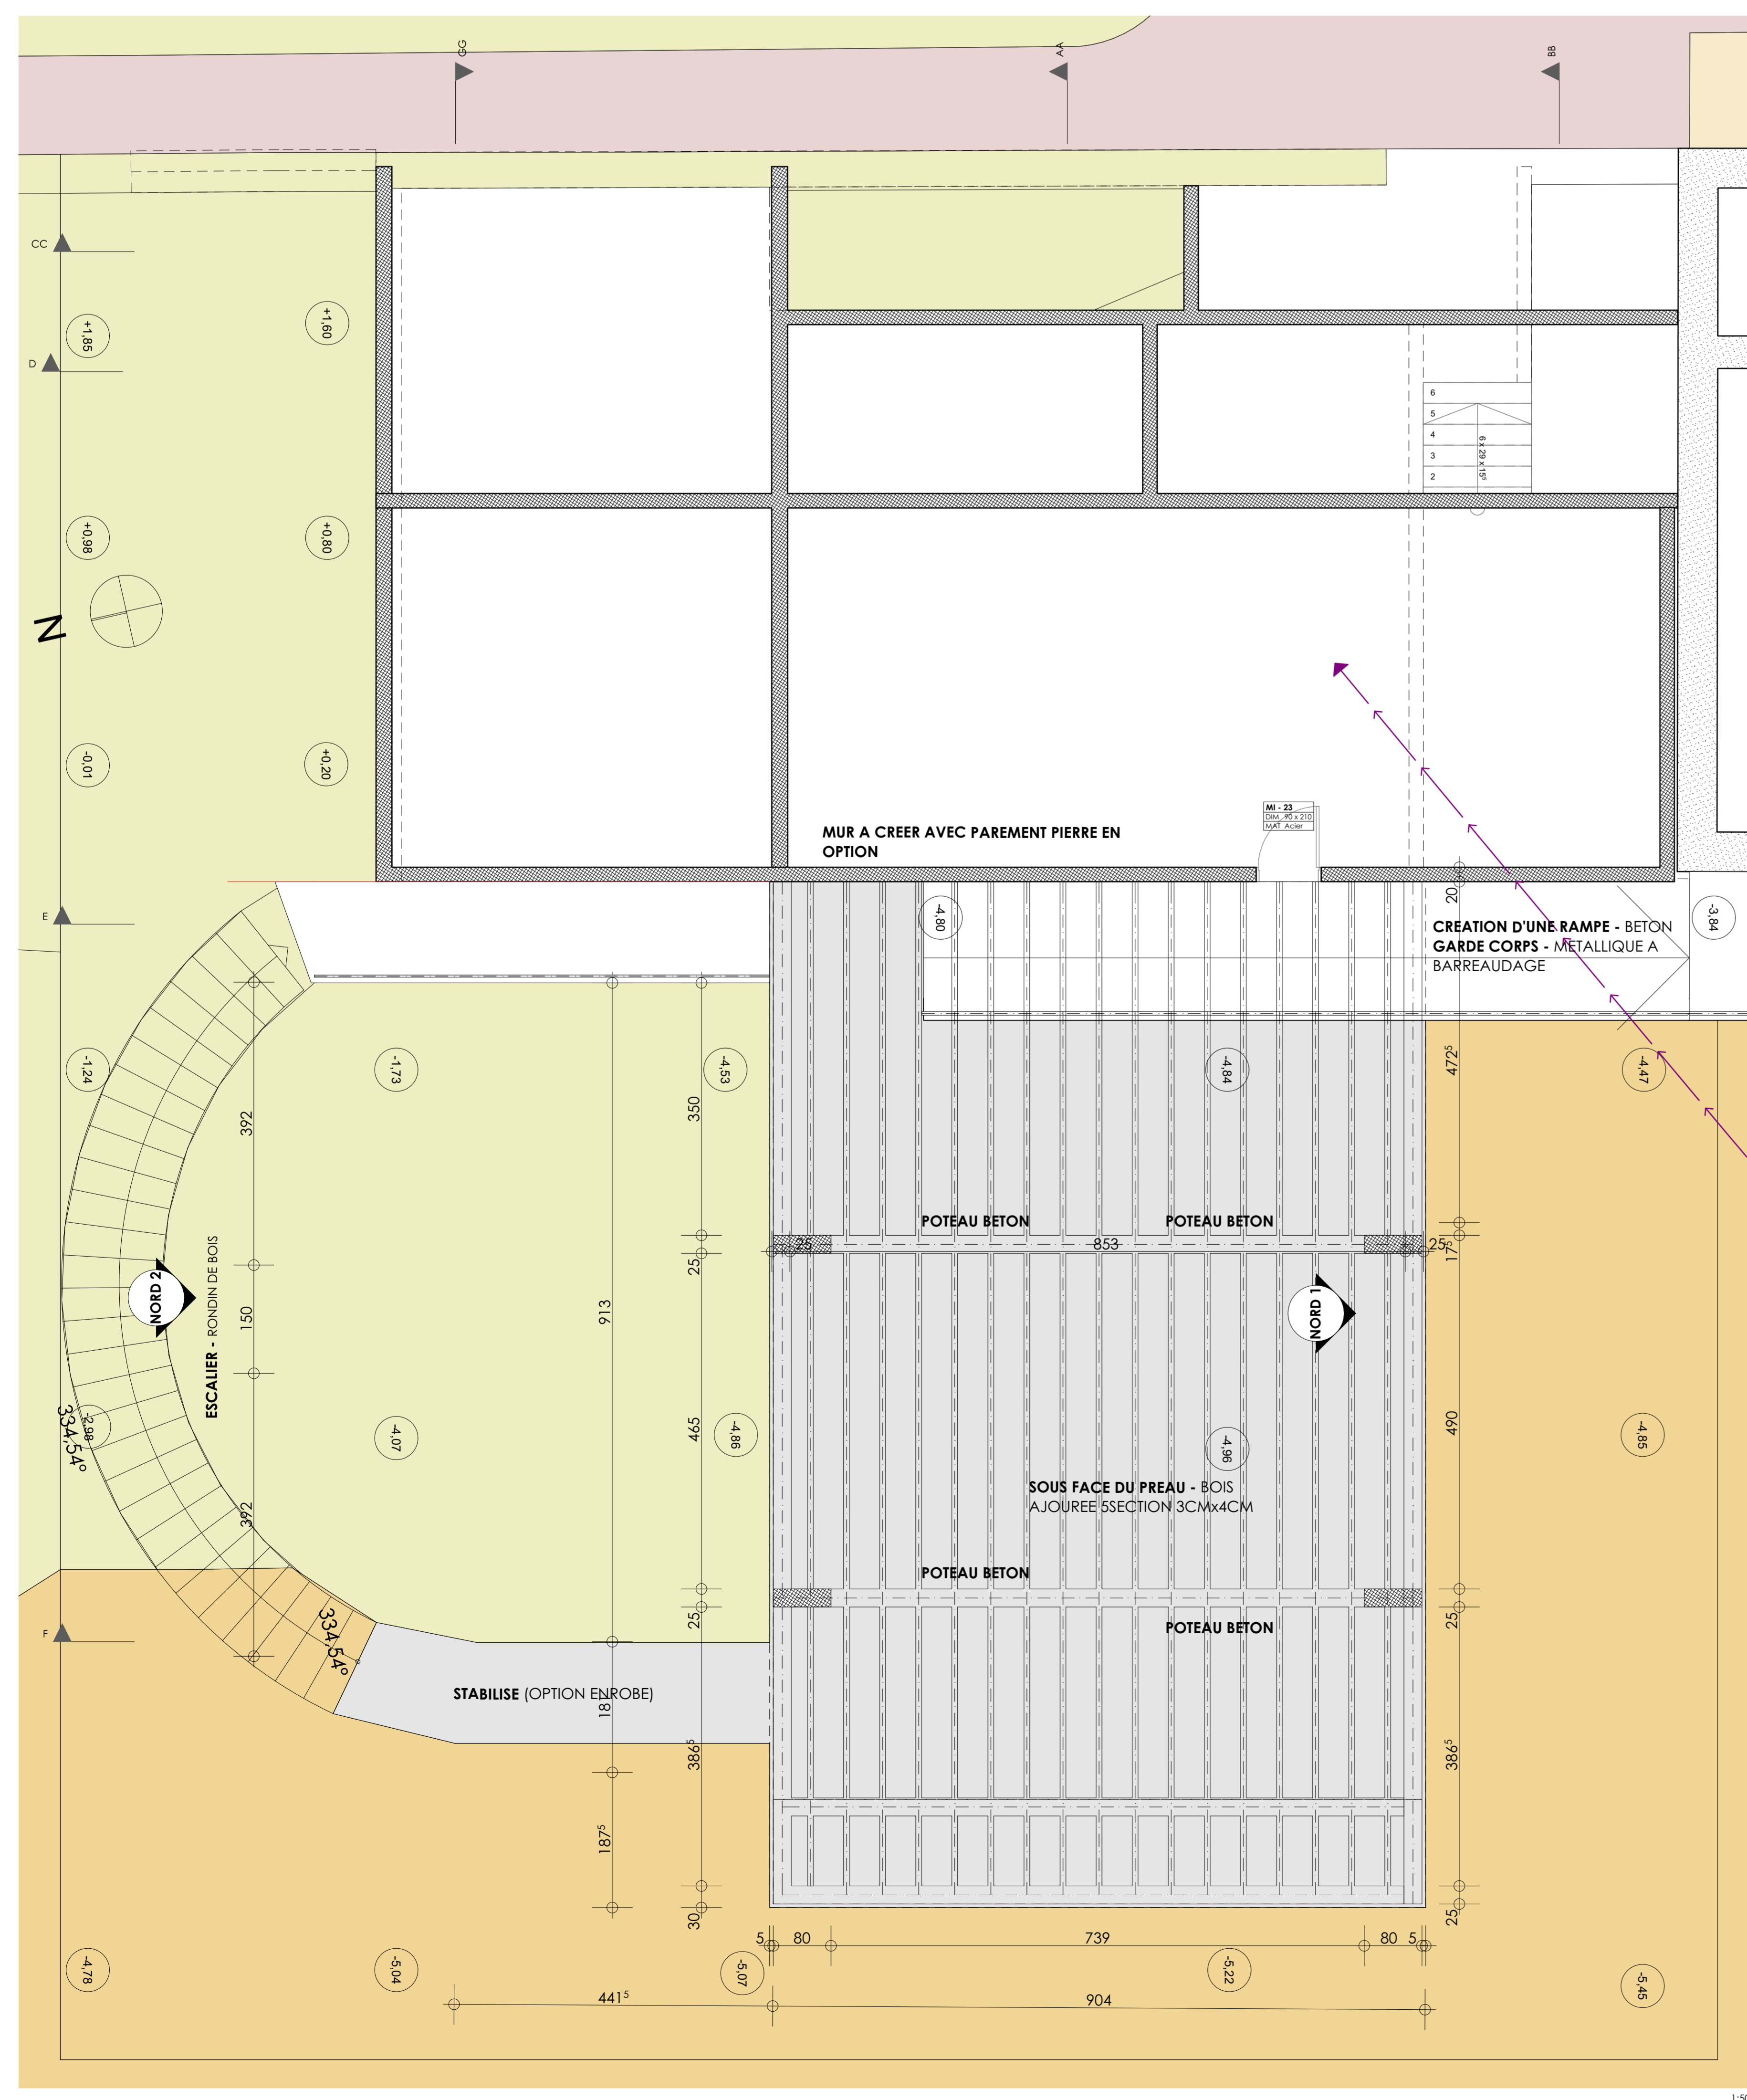 GG
AA
BB
CC
+1,85
+1,60
D
6
5
4
3
2
6 x 29 x 15⁵
+0,98
+0,80
N
-0,01
+0,20
MI - 23
DIM 90 x 210
MAT Acier
MUR A CREER AVEC PAREMENT PIERRE EN
OPTION
E
-4,80
20
CREATION D'UNE RAMPE - BETON
GARDE CORPS - METALLIQUE A
BARREAUDAGE
-3,84
-1,24
-1,73
-4,53
-4,84
-4,47
392
350
472⁵
POTEAU BETON
POTEAU BETON
25
853
25
25
17⁵
NORD 2
ESCALIER - RONDIN DE BOIS
150
913
NORD 1
334,54°
-2,98
-4,07
465
-4,86
-4,96
490
-4,85
SOUS FACE DU PREAU - BOIS
AJOUREE 5SECTION 3CMx4CM
392
POTEAU BETON
25
25
POTEAU BETON
F
334,54°
STABILISE (OPTION ENROBE)
386⁵
386⁵
187⁵
30
25
5
80
739
80
5
-4,78
-5,04
-5,07
-5,22
-5,45
441⁵
904